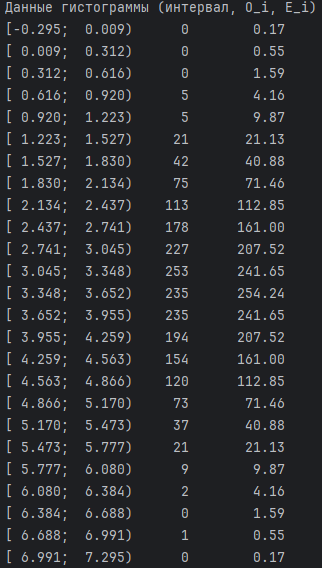 Данные гистограммы (интервал, O_i, E_i)
[-0.295; 0.009) 0 0.17
[ 0.009; 0.312) 0 0.55
[ 0.312; 0.616) 0 1.59
[ 0.616; 0.920) 5 4.16
[ 0.920; 1.223) 5 9.87
[ 1.223; 1.527) 21 21.13
[ 1.527; 1.830) 42 40.88
[ 1.830; 2.134) 75 71.46
[ 2.134; 2.437) 113 112.85
[ 2.437; 2.741) 178 161.00
[ 2.741; 3.045) 227 207.52
[ 3.045; 3.348) 253 241.65
[ 3.348; 3.652) 235 254.24
[ 3.652; 3.955) 235 241.65
[ 3.955; 4.259) 194 207.52
[ 4.259; 4.563) 154 161.00
[ 4.563; 4.866) 120 112.85
[ 4.866; 5.170) 73 71.46
[ 5.170; 5.473) 37 40.88
[ 5.473; 5.777) 21 21.13
[ 5.777; 6.080) 9 9.87
[ 6.080; 6.384) 2 4.16
[ 6.384; 6.688) 0 1.59
[ 6.688; 6.991) 1 0.55
[ 6.991; 7.295) 0 0.17